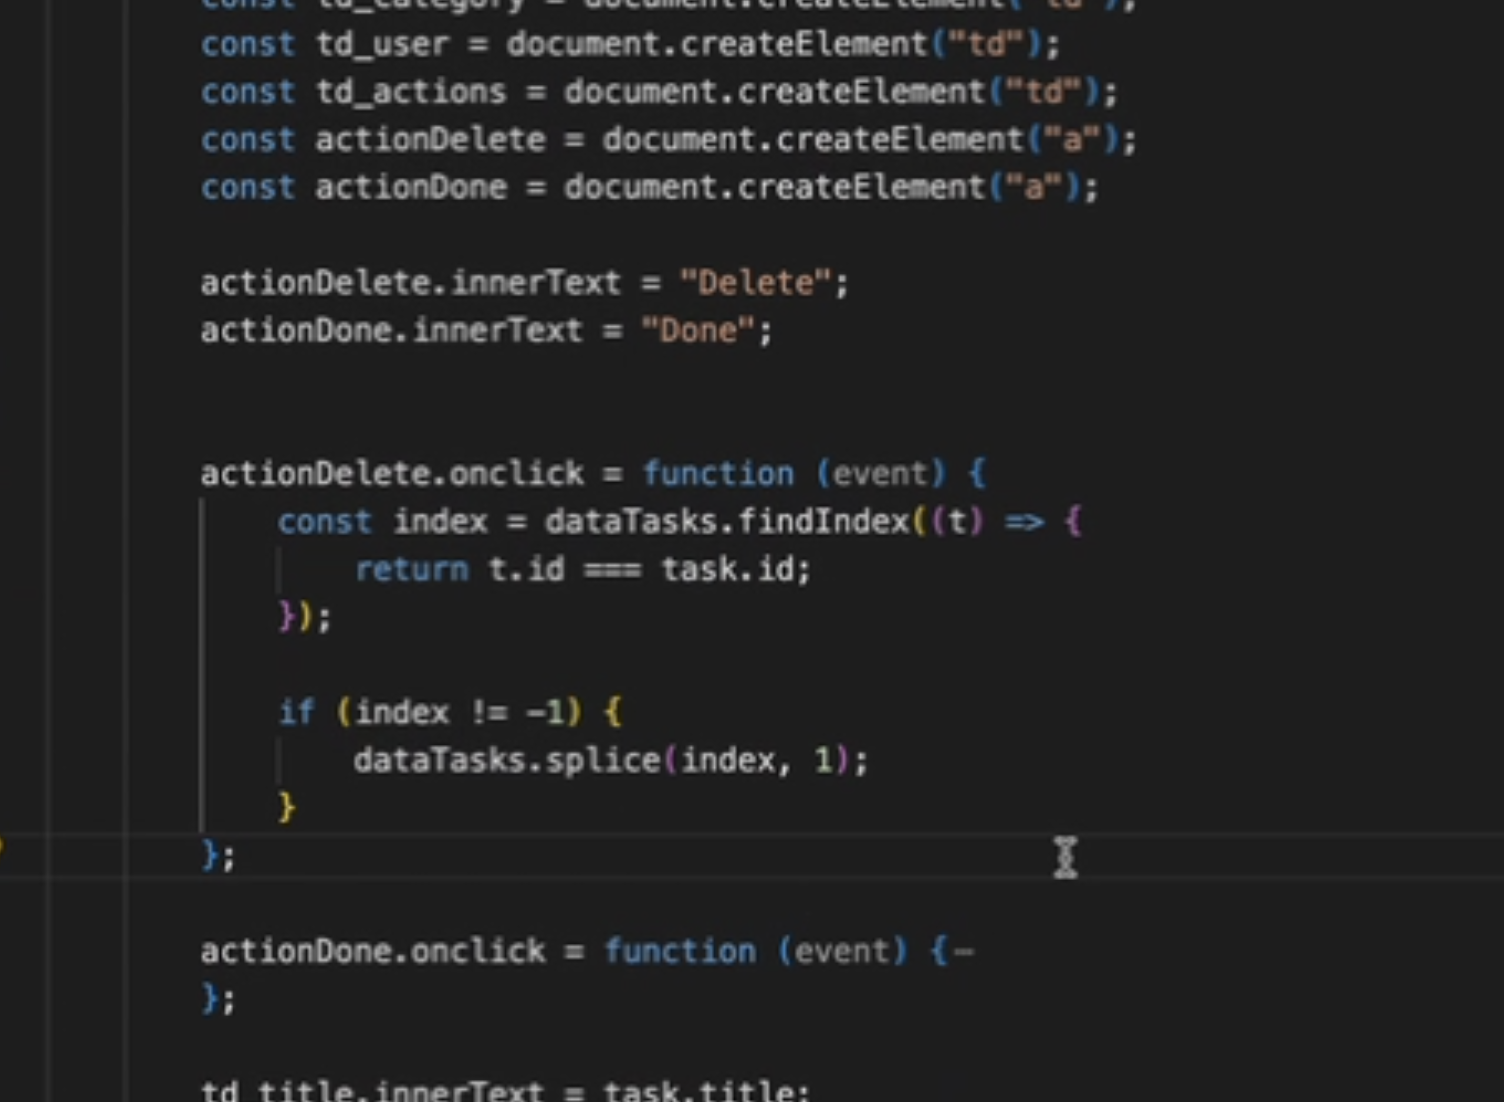 const td_category = document.createElement("td");
const td_user = document.createElement("td");
const td_actions = document.createElement("td");
const actionDelete = document.createElement("a");
const actionDone = document.createElement("a");
actionDelete.innerText = "Delete";
actionDone.innerText = "Done";
actionDelete.onclick = function (event) {
const index = dataTasks.findIndex((t) => {
return t.id === task.id;
});
if (index != -1) {
dataTasks.splice(index, 1);
}
};
actionDone.onclick = function (event) {–
};
td_title.innerText = task.title;